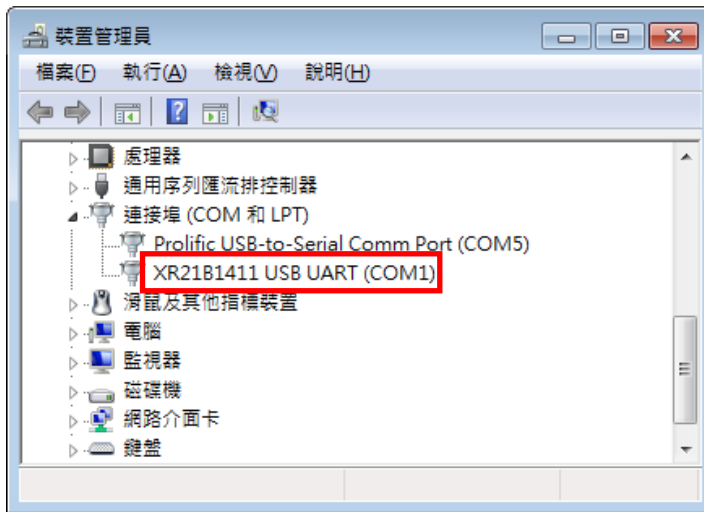 裝置管理員
檔案(F) 執行(A) 檢視(V) 說明(H)
處理器
通用序列匯流排控制器
連接埠 (COM 和 LPT)
Prolific USB-to-Serial Comm Port (COM5)
XR21B1411 USB UART (COM1)
滑鼠及其他指標裝置
電腦
監視器
磁碟機
網路介面卡
鍵盤